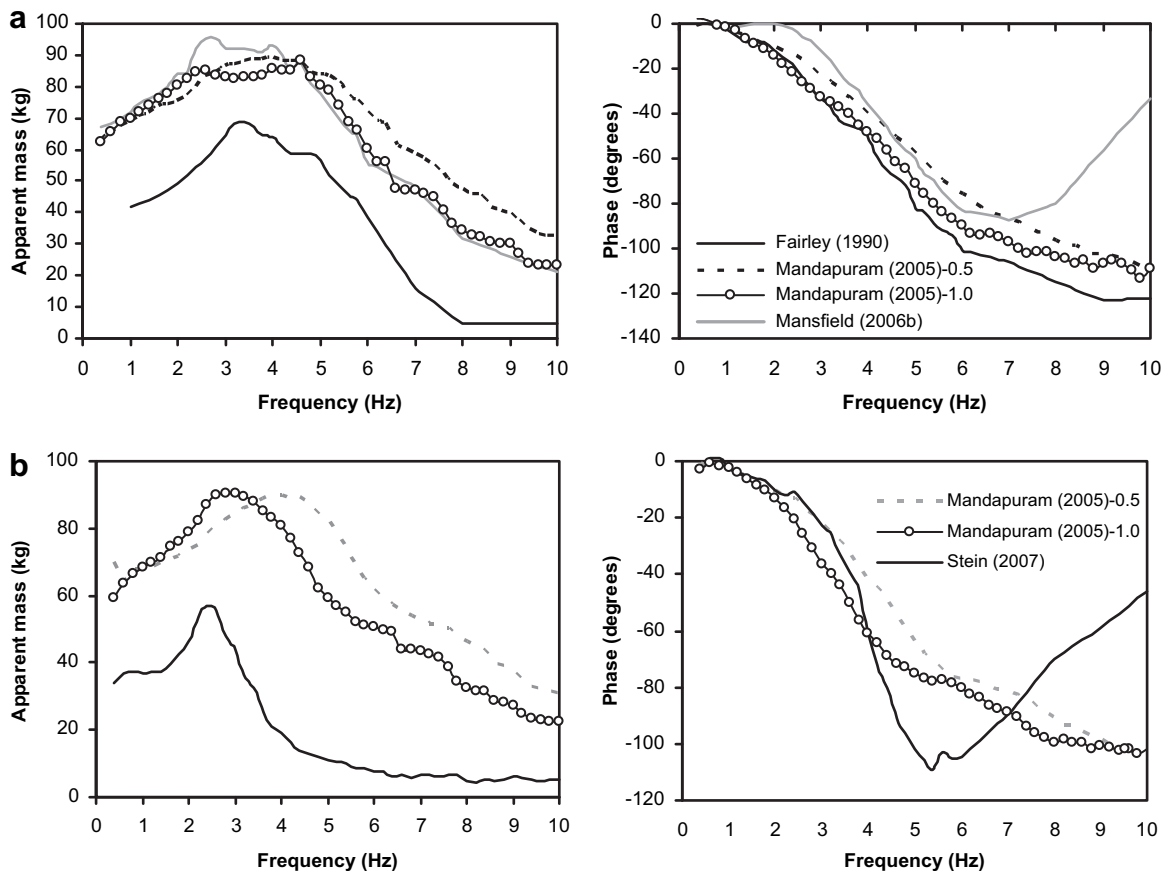 a
100
90
80
70
60
50
40
30
20
10
0
Apparent mass (kg)
0 1 2 3 4 5 6 7 8 9 10
Frequency (Hz)
0
-20
-40
-60
-80
-100
-120
-140
Phase (degrees)
Fairley (1990)
Mandapuram (2005)-0.5
Mandapuram (2005)-1.0
Mansfield (2006b)
0 1 2 3 4 5 6 7 8 9 10
Frequency (Hz)
b
100
80
60
40
20
0
Apparent mass (kg)
0 1 2 3 4 5 6 7 8 9 10
Frequency (Hz)
0
-20
-40
-60
-80
-100
-120
Phase (degrees)
Mandapuram (2005)-0.5
Mandapuram (2005)-1.0
Stein (2007)
0 1 2 3 4 5 6 7 8 9 10
Frequency (Hz)